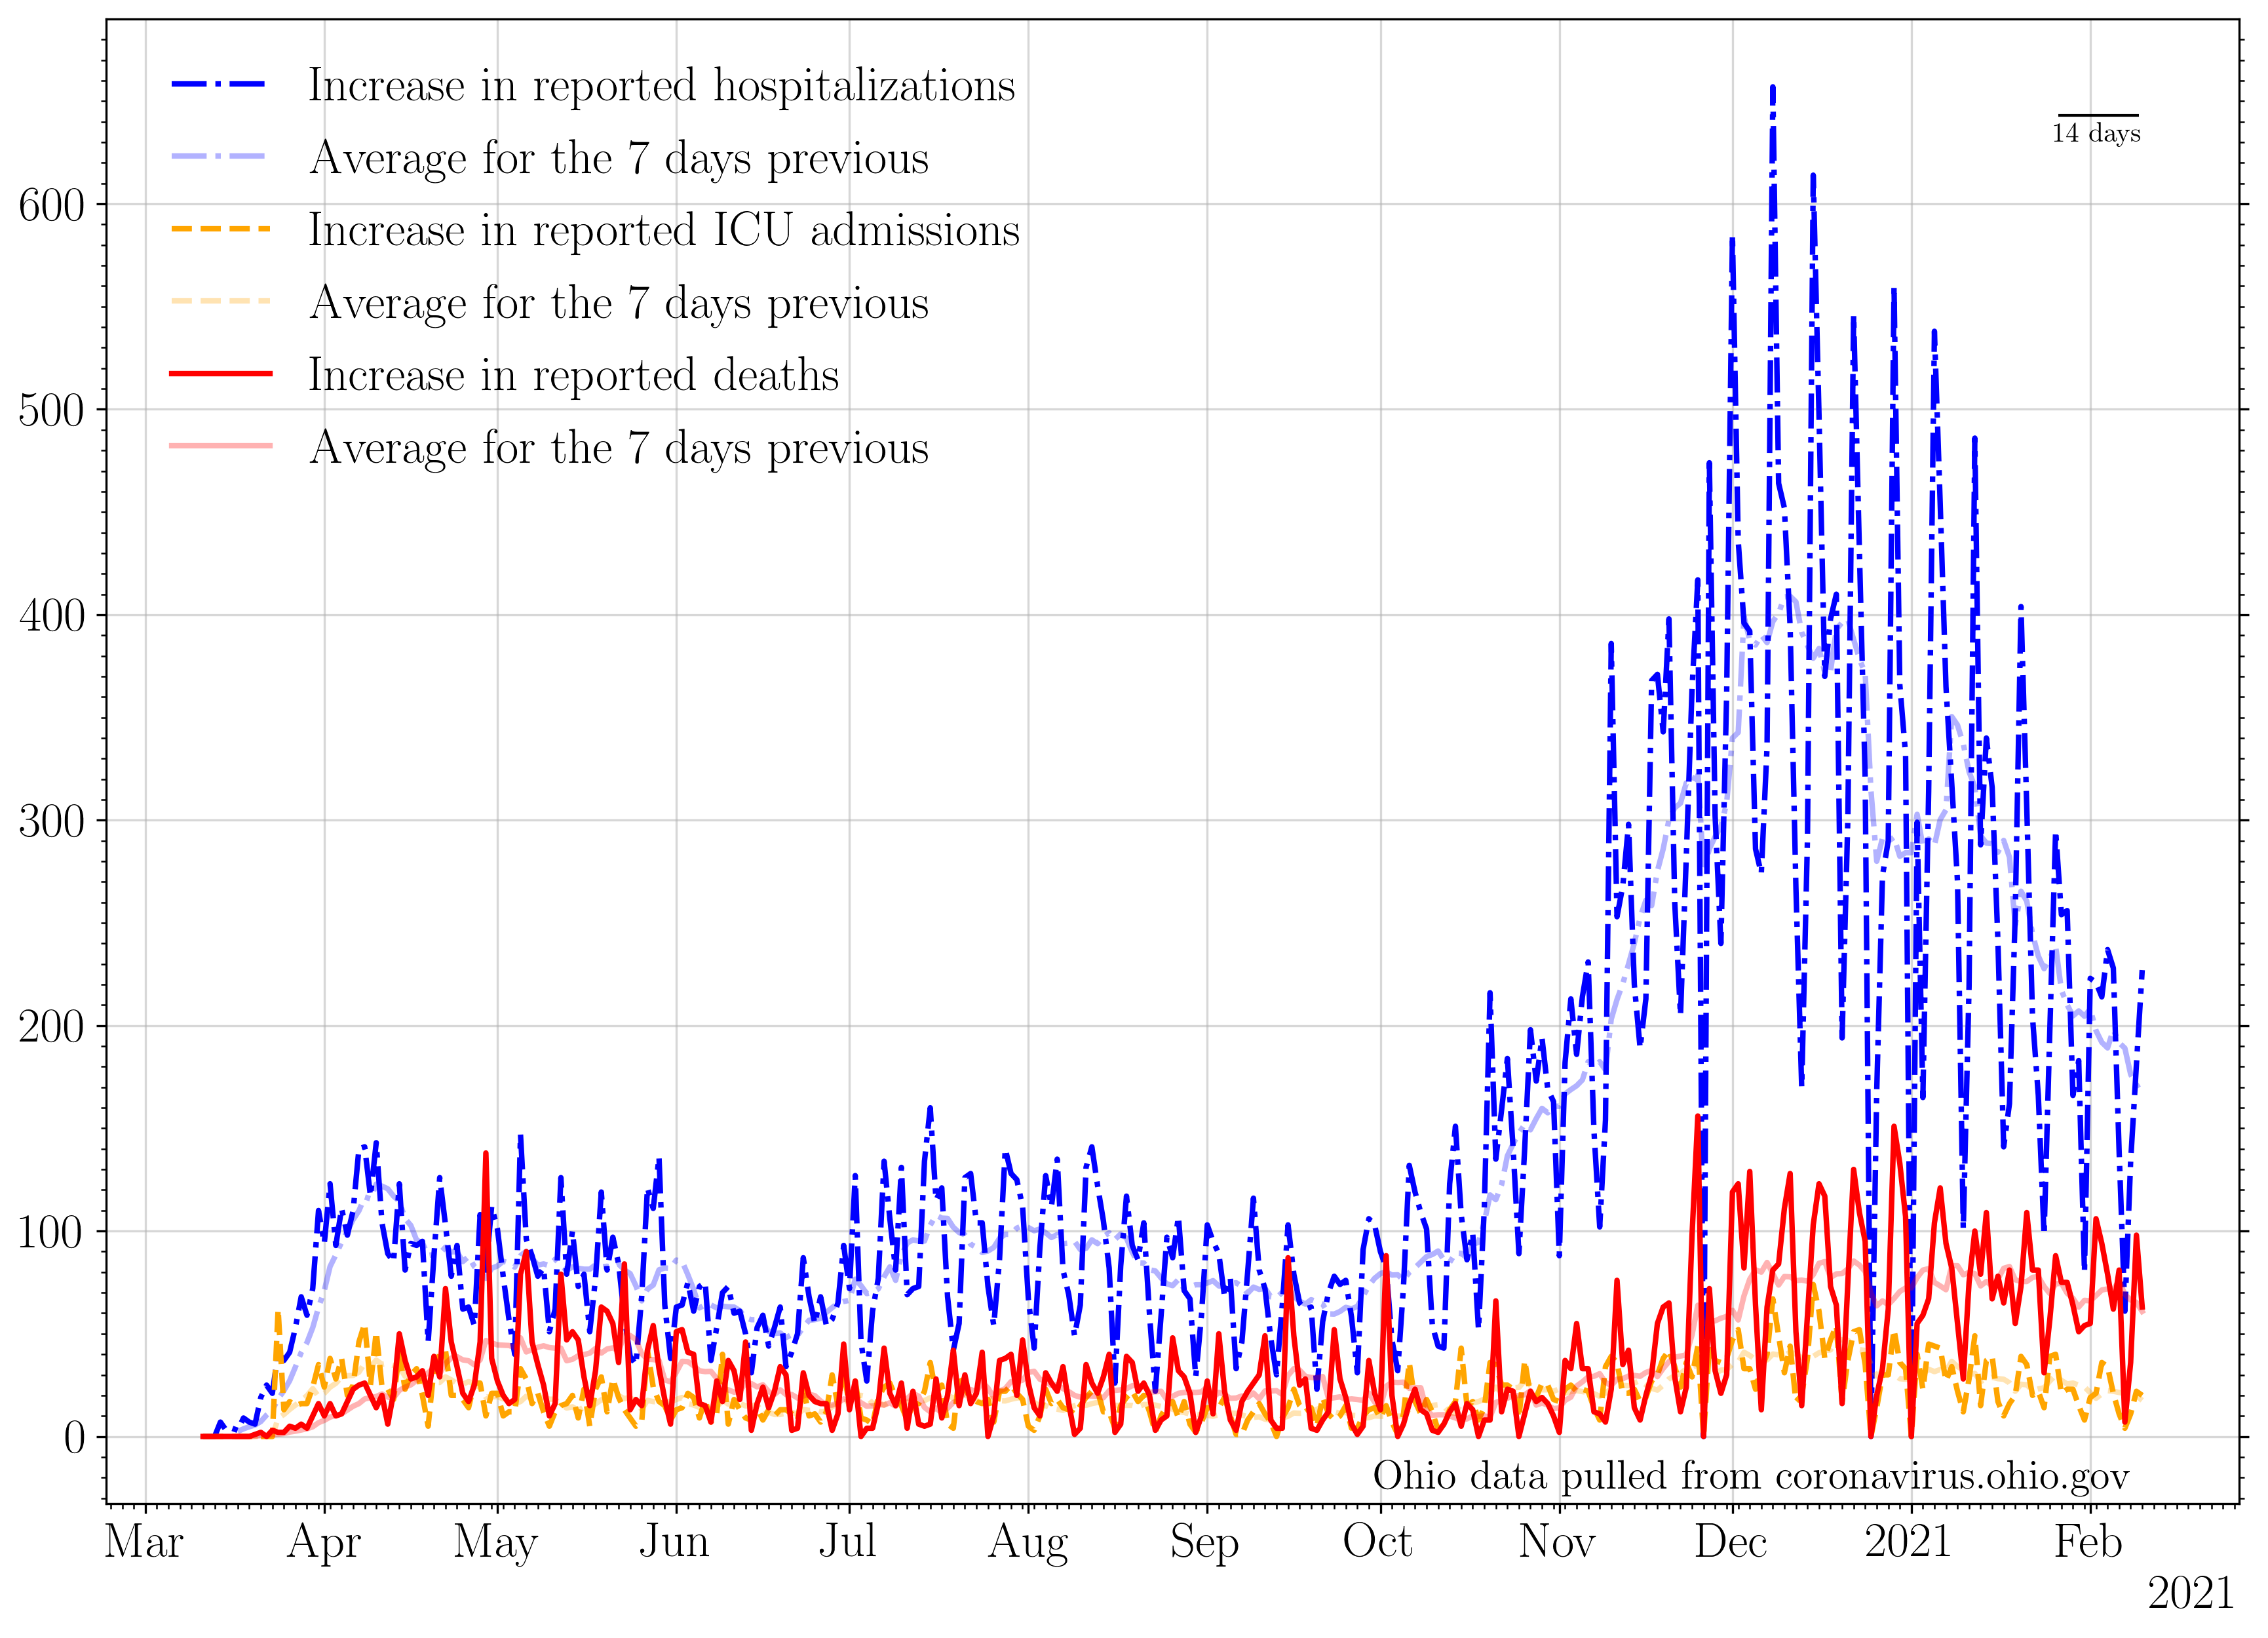 Increase in reported hospitalizations
Average for the 7 days previous
Increase in reported ICU admissions
Average for the 7 days previous
Increase in reported deaths
Average for the 7 days previous
14 days
600
500
400
300
200
100
0
Ohio data pulled from coronavirus.ohio.gov
Mar Apr May Jun Jul Aug Sep Oct Nov Dec 2021 Feb
2021